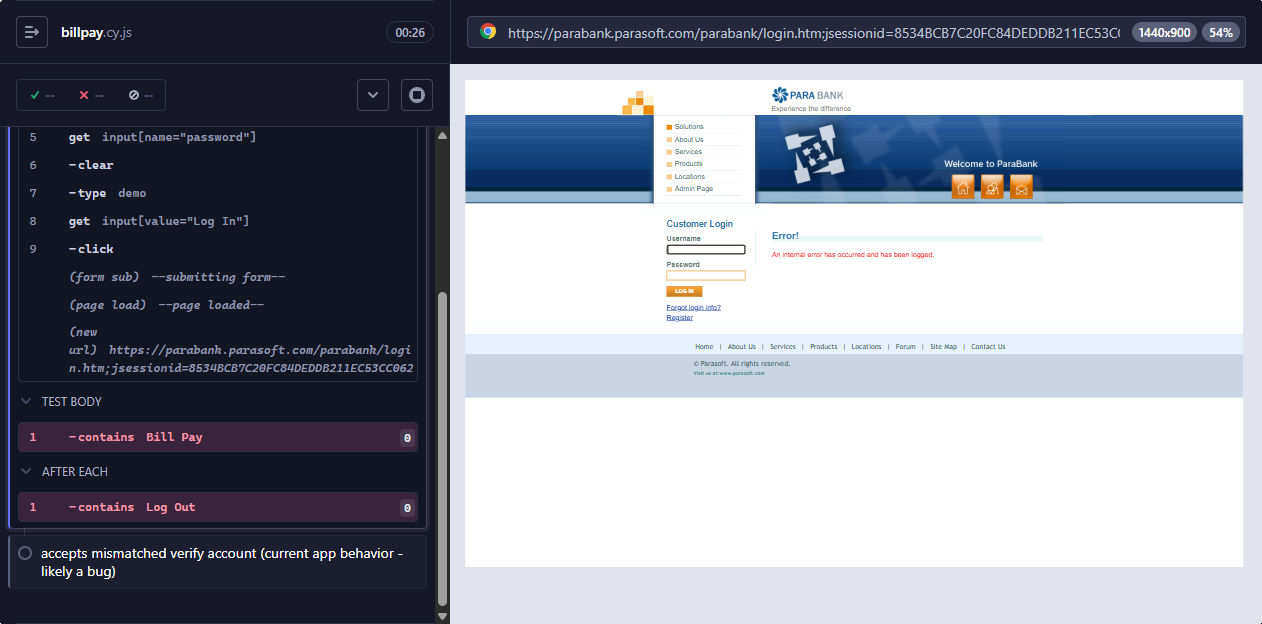 billpay.cy.js
00:26
--
--
--
5 get input[name="password"]
6 -clear
7 -type demo
8 get input[value="Log In"]
9 -click
(form sub) --submitting form--
(page load) --page loaded--
(new
url) https://parabank.parasoft.com/parabank/logi
n.htm;jsessionid=8534BCB7C20FC84DEDDB211EC53CC062
TEST BODY
1 -contains Bill Pay 0
AFTER EACH
1 -contains Log Out 0
accepts mismatched verify account (current app behavior -
likely a bug)
https://parabank.parasoft.com/parabank/login.htm;jsessionid=8534BCB7C20FC84DEDDB211EC53C
1440x900
54%
PARA BANK
Experience the difference
Solutions
About Us
Services
Products
Locations
Admin Page
Welcome to ParaBank
Customer Login
Username
Password
LOG IN
Forgot login info?
Register
Error!
An internal error has occurred and has been logged.
Home | About Us | Services | Products | Locations | Forum | Site Map | Contact Us
© Parasoft. All rights reserved.
Visit us at:www.parasoft.com